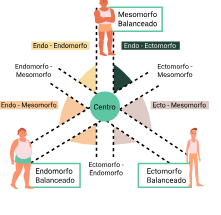 Mesomorfo
Balanceado
Endo - Endomorfo
Endo - Ectomorfo
Endomorfo -
Mesomorfo
Ectomorfo -
Mesomorfo
Endo - Mesomorfo
Centro
Ecto - Mesomorfo
Endomorfo
Balanceado
Ectomorfo -
Endomorfo
Ectomorfo
Balanceado